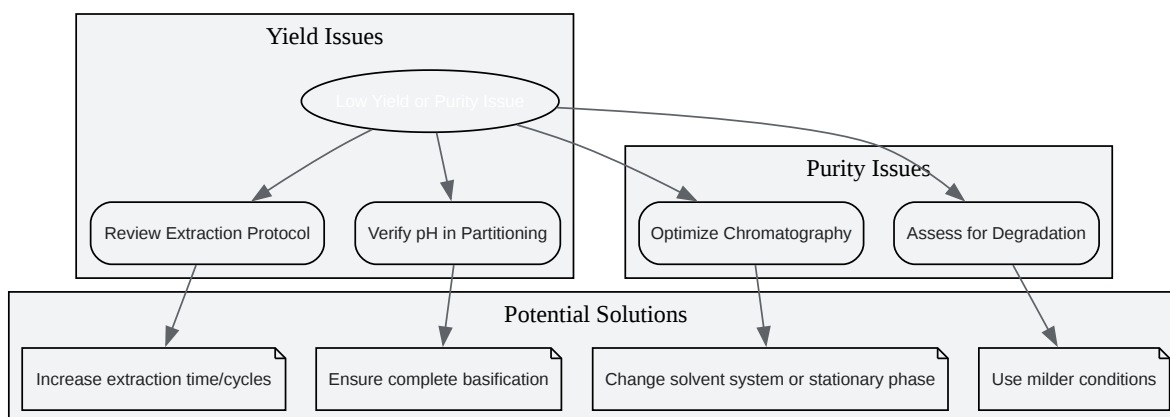 Yield Issues
Low Yield or Purity Issue
Purity Issues
Review Extraction Protocol
Verify pH in Partitioning
Optimize Chromatography
Assess for Degradation
Potential Solutions
Increase extraction time/cycles
Ensure complete basification
Change solvent system or stationary phase
Use milder conditions